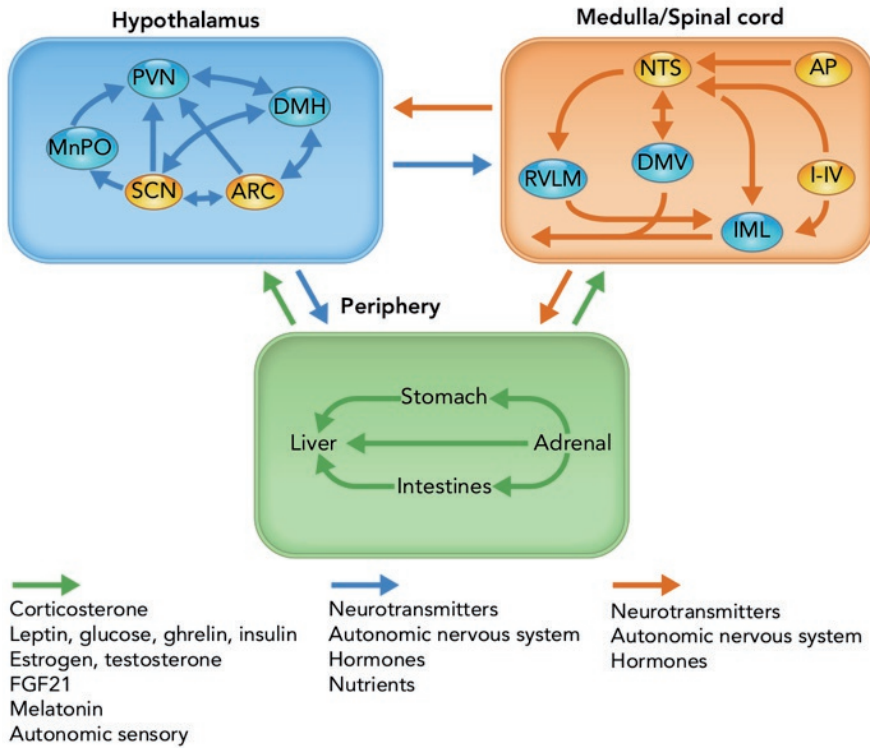 Hypothalamus
PVN
DMH
MnPO
SCN
ARC
Medulla/Spinal cord
NTS
AP
RVLM
DMV
I-IV
IML
Periphery
Stomach
Liver
Adrenal
Intestines
Corticosterone
Leptin, glucose, ghrelin, insulin
Estrogen, testosterone
FGF21
Melatonin
Autonomic sensory
Neurotransmitters
Autonomic nervous system
Hormones
Nutrients
Neurotransmitters
Autonomic nervous system
Hormones